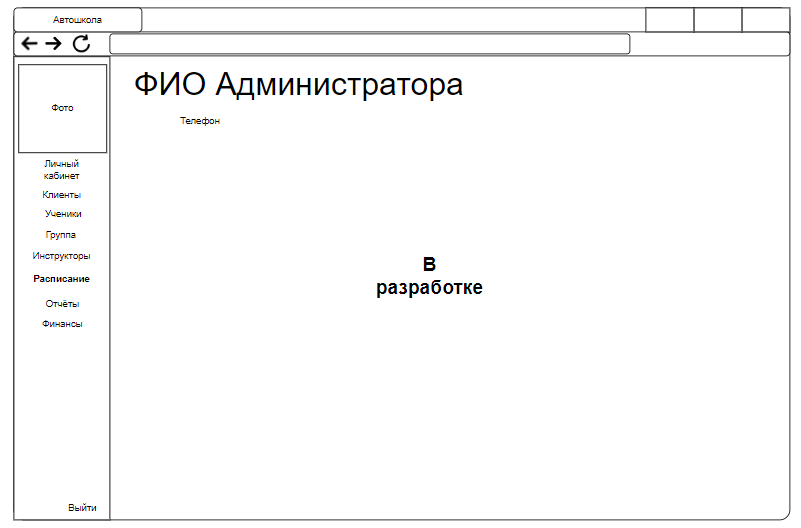 Автошкола
ФИО Администратора
Фото
Телефон
Личный
кабинет
Клиенты
Ученики
Группа
Инструкторы
В
разработке
Расписание
Отчёты
Финансы
Выйти